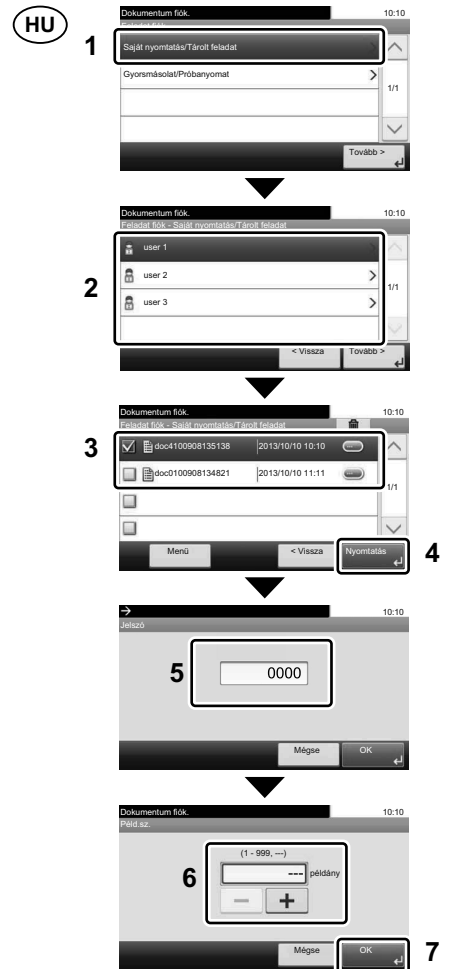 HU
1
Dokumentum fiók. 10:10
Feladat fiók
Saját nyomtatás/Tárolt feladat
Gyorsmásolat/Próbanyomat
1/1
Tovább >
2
Dokumentum fiók. 10:10
Feladat fiók - Saját nyomtatás/Tárolt feladat
user 1
user 2
user 3
1/1
< Vissza Tovább >
3
Dokumentum fiók. 10:10
Feladat fiók - Saját nyomtatás/Tárolt feladat
doc4100908135138 2013/10/10 10:10
doc0100908134821 2013/10/10 11:11
1/1
Menü < Vissza Nyomtatás
4
10:10
Jelszó
5
0000
Mégse OK
Dokumentum fiók. 10:10
Péld.sz.
6
(1 - 999, ---)
--- példány
− +
Mégse OK
7